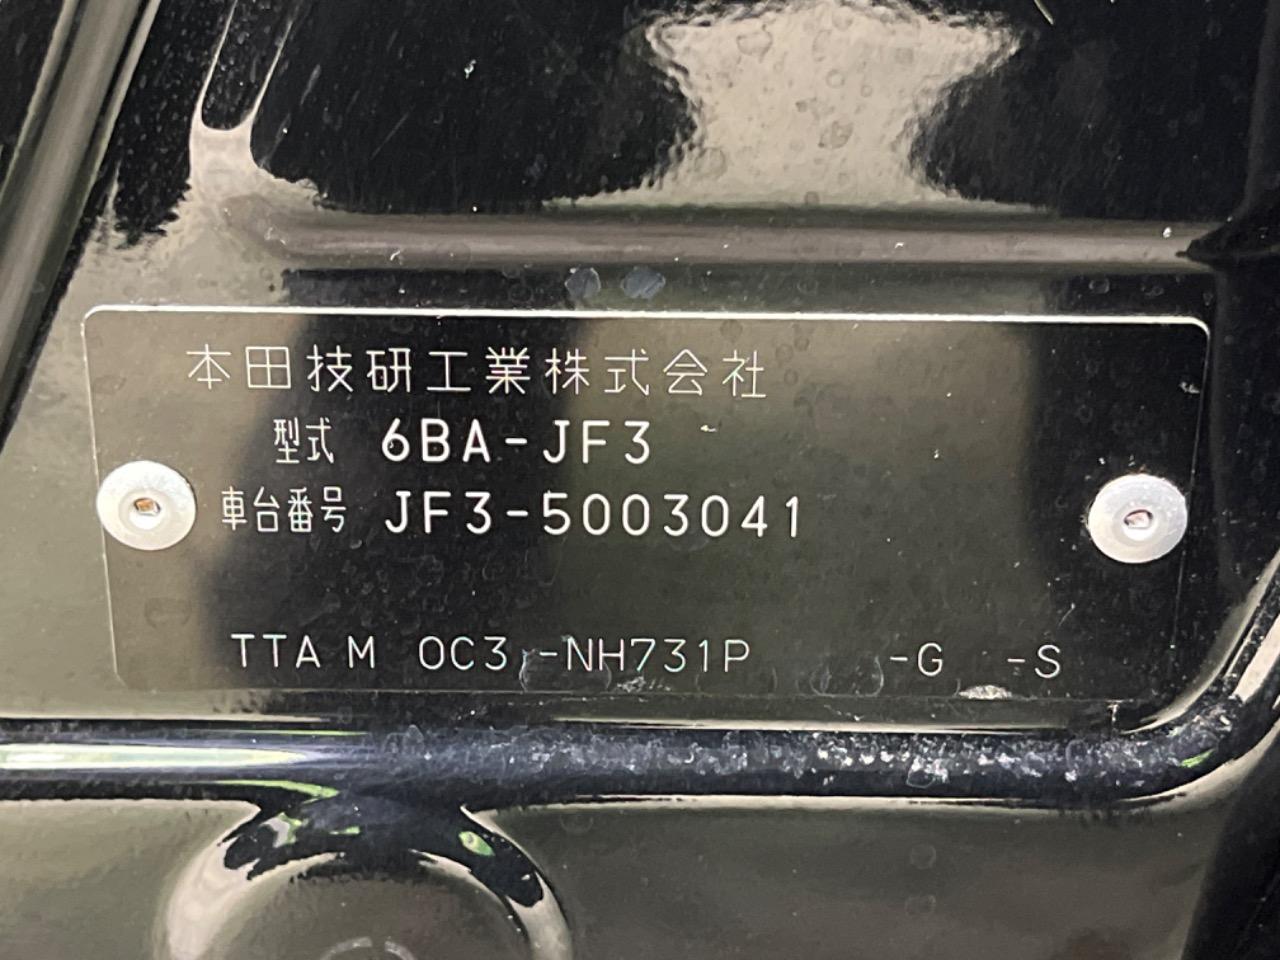 本田技研工業株式会社
型式 6BA-JF3
車台番号 JF3-5003041
TTA M 0C3 -NH731P -G -S